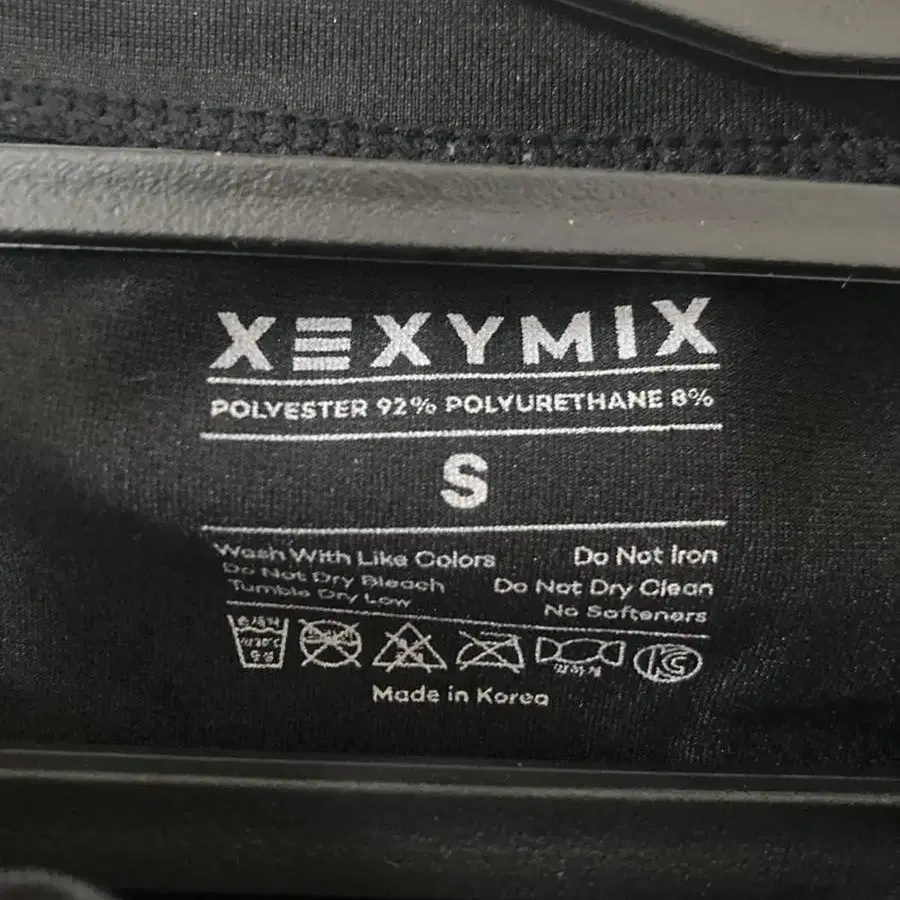 XEXYMIX
POLYESTER 92% POLYURETHANE 8%
S
Wash With Like Colors Do Not Iron
Do Not Dry Bleach Do Not Dry Clean
Tumble Dry Low No Softeners
Made in Korea